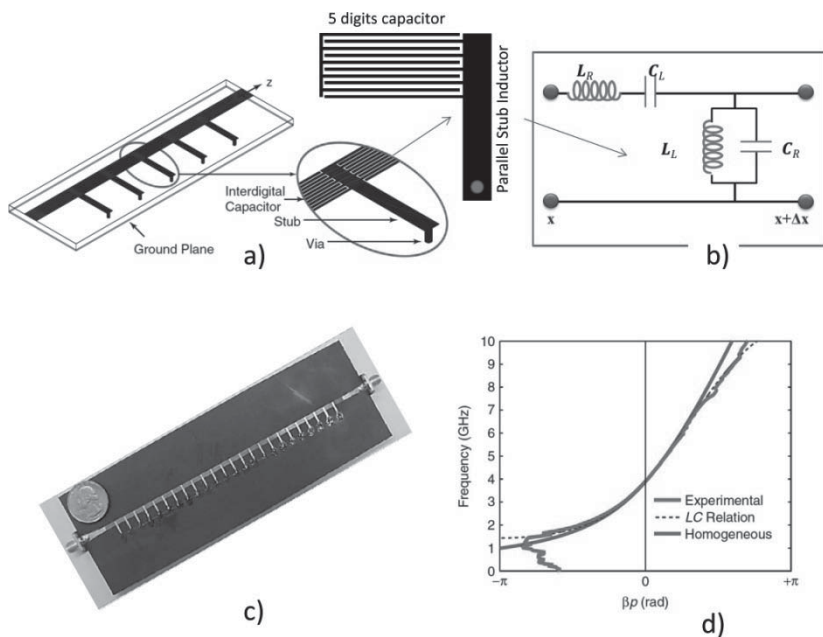 5 digits capacitor
z
Interdigital
Capacitor
Stub
Via
Ground Plane
a)
Parallel Stub Inductor
L_R
C_L
L_L
C_R
x
x+Δx
b)
c)
10
9
8
7
6
5
4
3
2
1
0
Frequency (GHz)
Experimental
LC Relation
Homogeneous
-π
0
+π
βp (rad)
d)